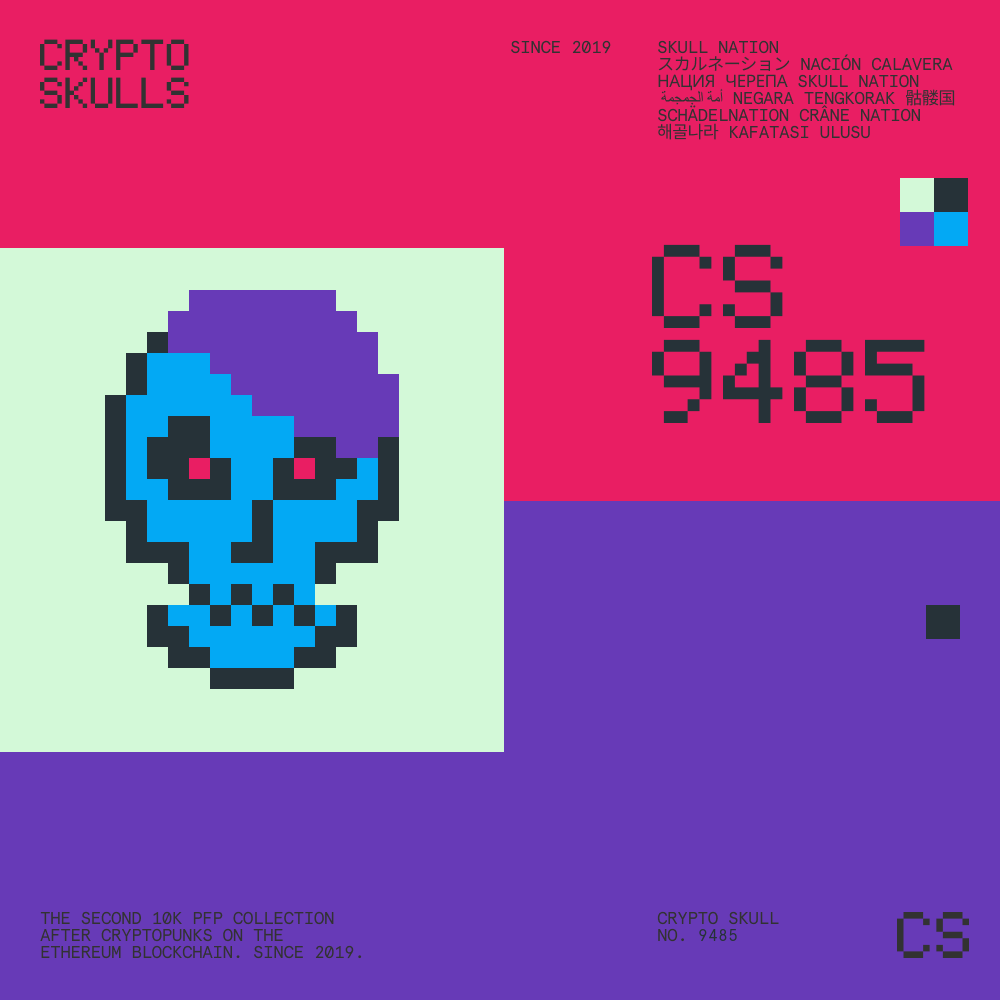 CRYPTO
SKULLS
SINCE 2019
SKULL NATION
スカルネーション NACIÓN CALAVERA
НАЦИЯ ЧЕРЕПА SKULL NATION
أمة الجمجمة NEGARA TENGKORAK 骷髅国
SCHÄDELNATION CRÂNE NATION
해골나라 KAFATASI ULUSU
CS
9485
THE SECOND 10K PFP COLLECTION
AFTER CRYPTOPUNKS ON THE
ETHEREUM BLOCKCHAIN. SINCE 2019.
CRYPTO SKULL
NO. 9485
CS